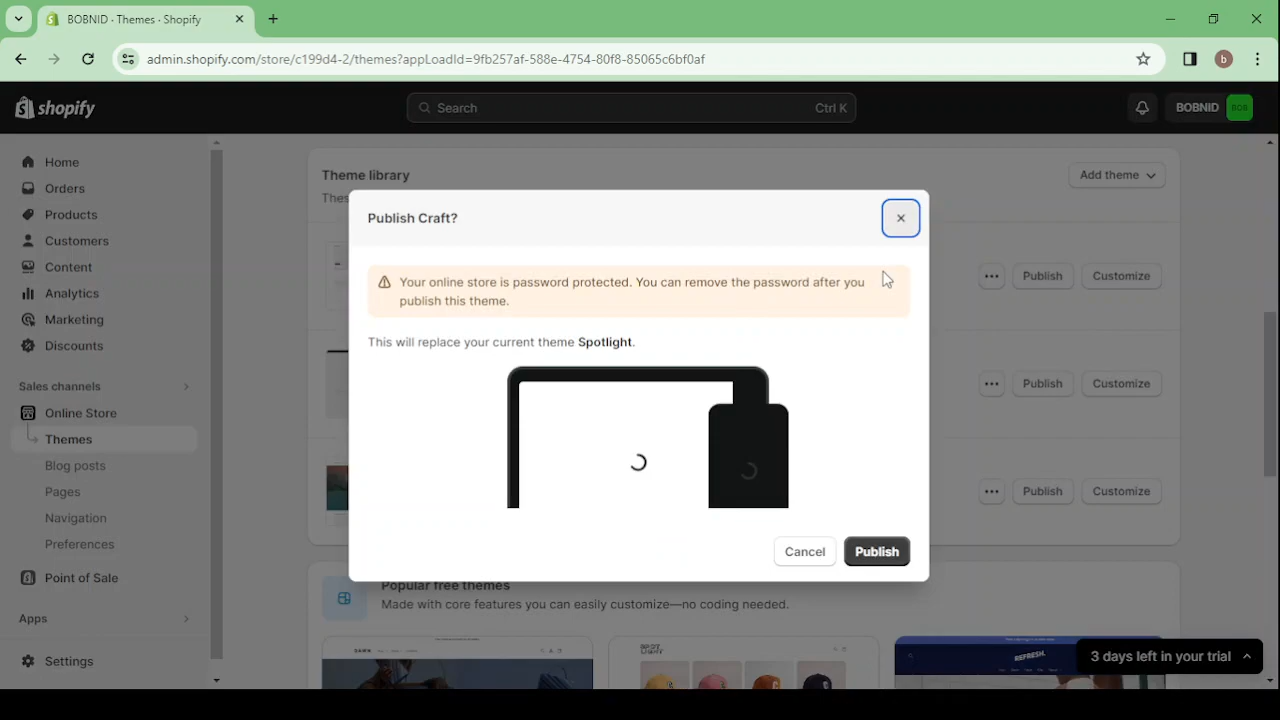 BOBNID · Themes · Shopify
admin.shopify.com/store/c199d4-2/themes?appLoadId=9fb257af-588e-4754-80f8-85065c6bf0af
b
shopify
Search
Ctrl K
BOBNID
BOB
Home
Orders
Products
Customers
Content
Analytics
Marketing
Discounts
Sales channels
Online Store
Themes
Blog posts
Pages
Navigation
Preferences
Point of Sale
Apps
Settings
Theme library
Add theme
Thes
Publish Craft?
Your online store is password protected. You can remove the password after you
publish this theme.
This will replace your current theme Spotlight.
Cancel
Publish
Publish
Customize
Publish
Customize
Publish
Customize
Popular free themes
Made with core features you can easily customize—no coding needed.
REFRESH.
3 days left in your trial